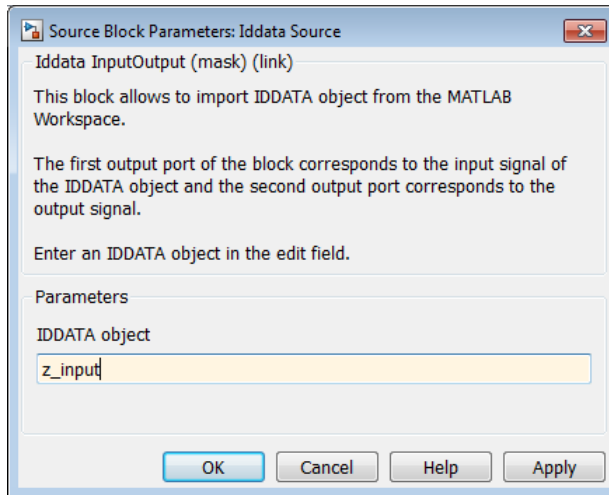 Source Block Parameters: Iddata Source
Iddata InputOutput (mask) (link)
This block allows to import IDDATA object from the MATLAB
Workspace.
The first output port of the block corresponds to the input signal of
the IDDATA object and the second output port corresponds to the
output signal.
Enter an IDDATA object in the edit field.
Parameters
IDDATA object
z_input
OK Cancel Help Apply